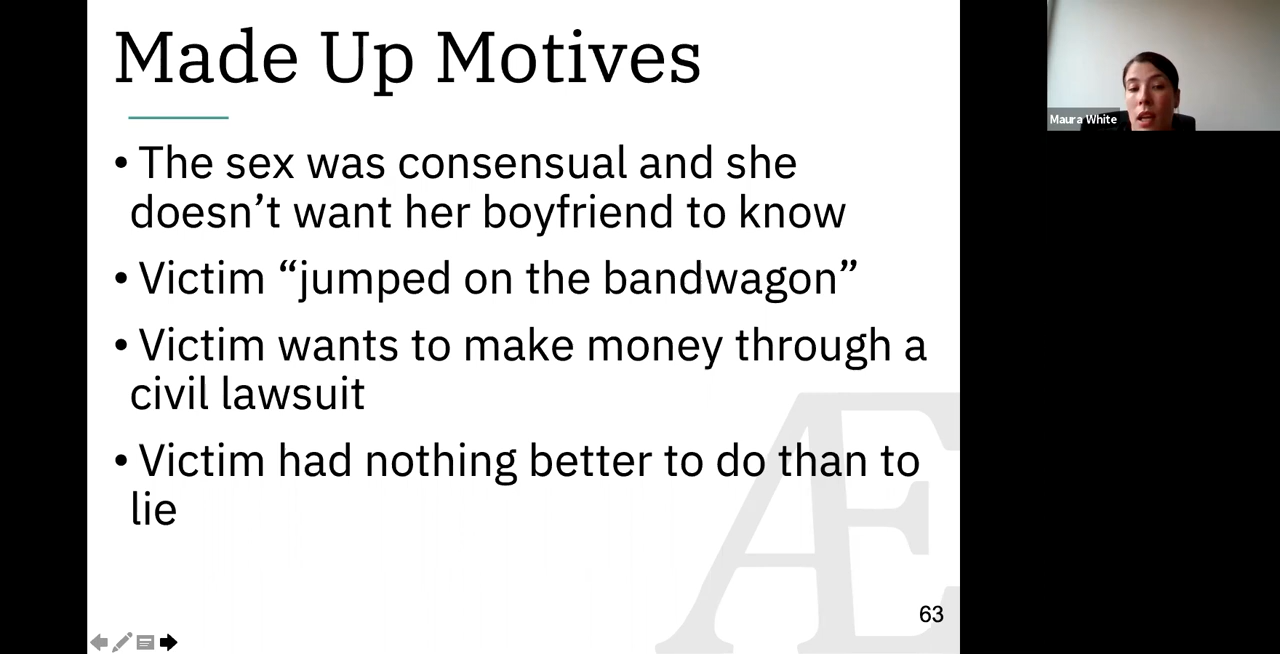 Made Up Motives
• The sex was consensual and she
doesn’t want her boyfriend to know
• Victim “jumped on the bandwagon”
• Victim wants to make money through a
civil lawsuit
• Victim had nothing better to do than to
lie
Æ
63
Maura White